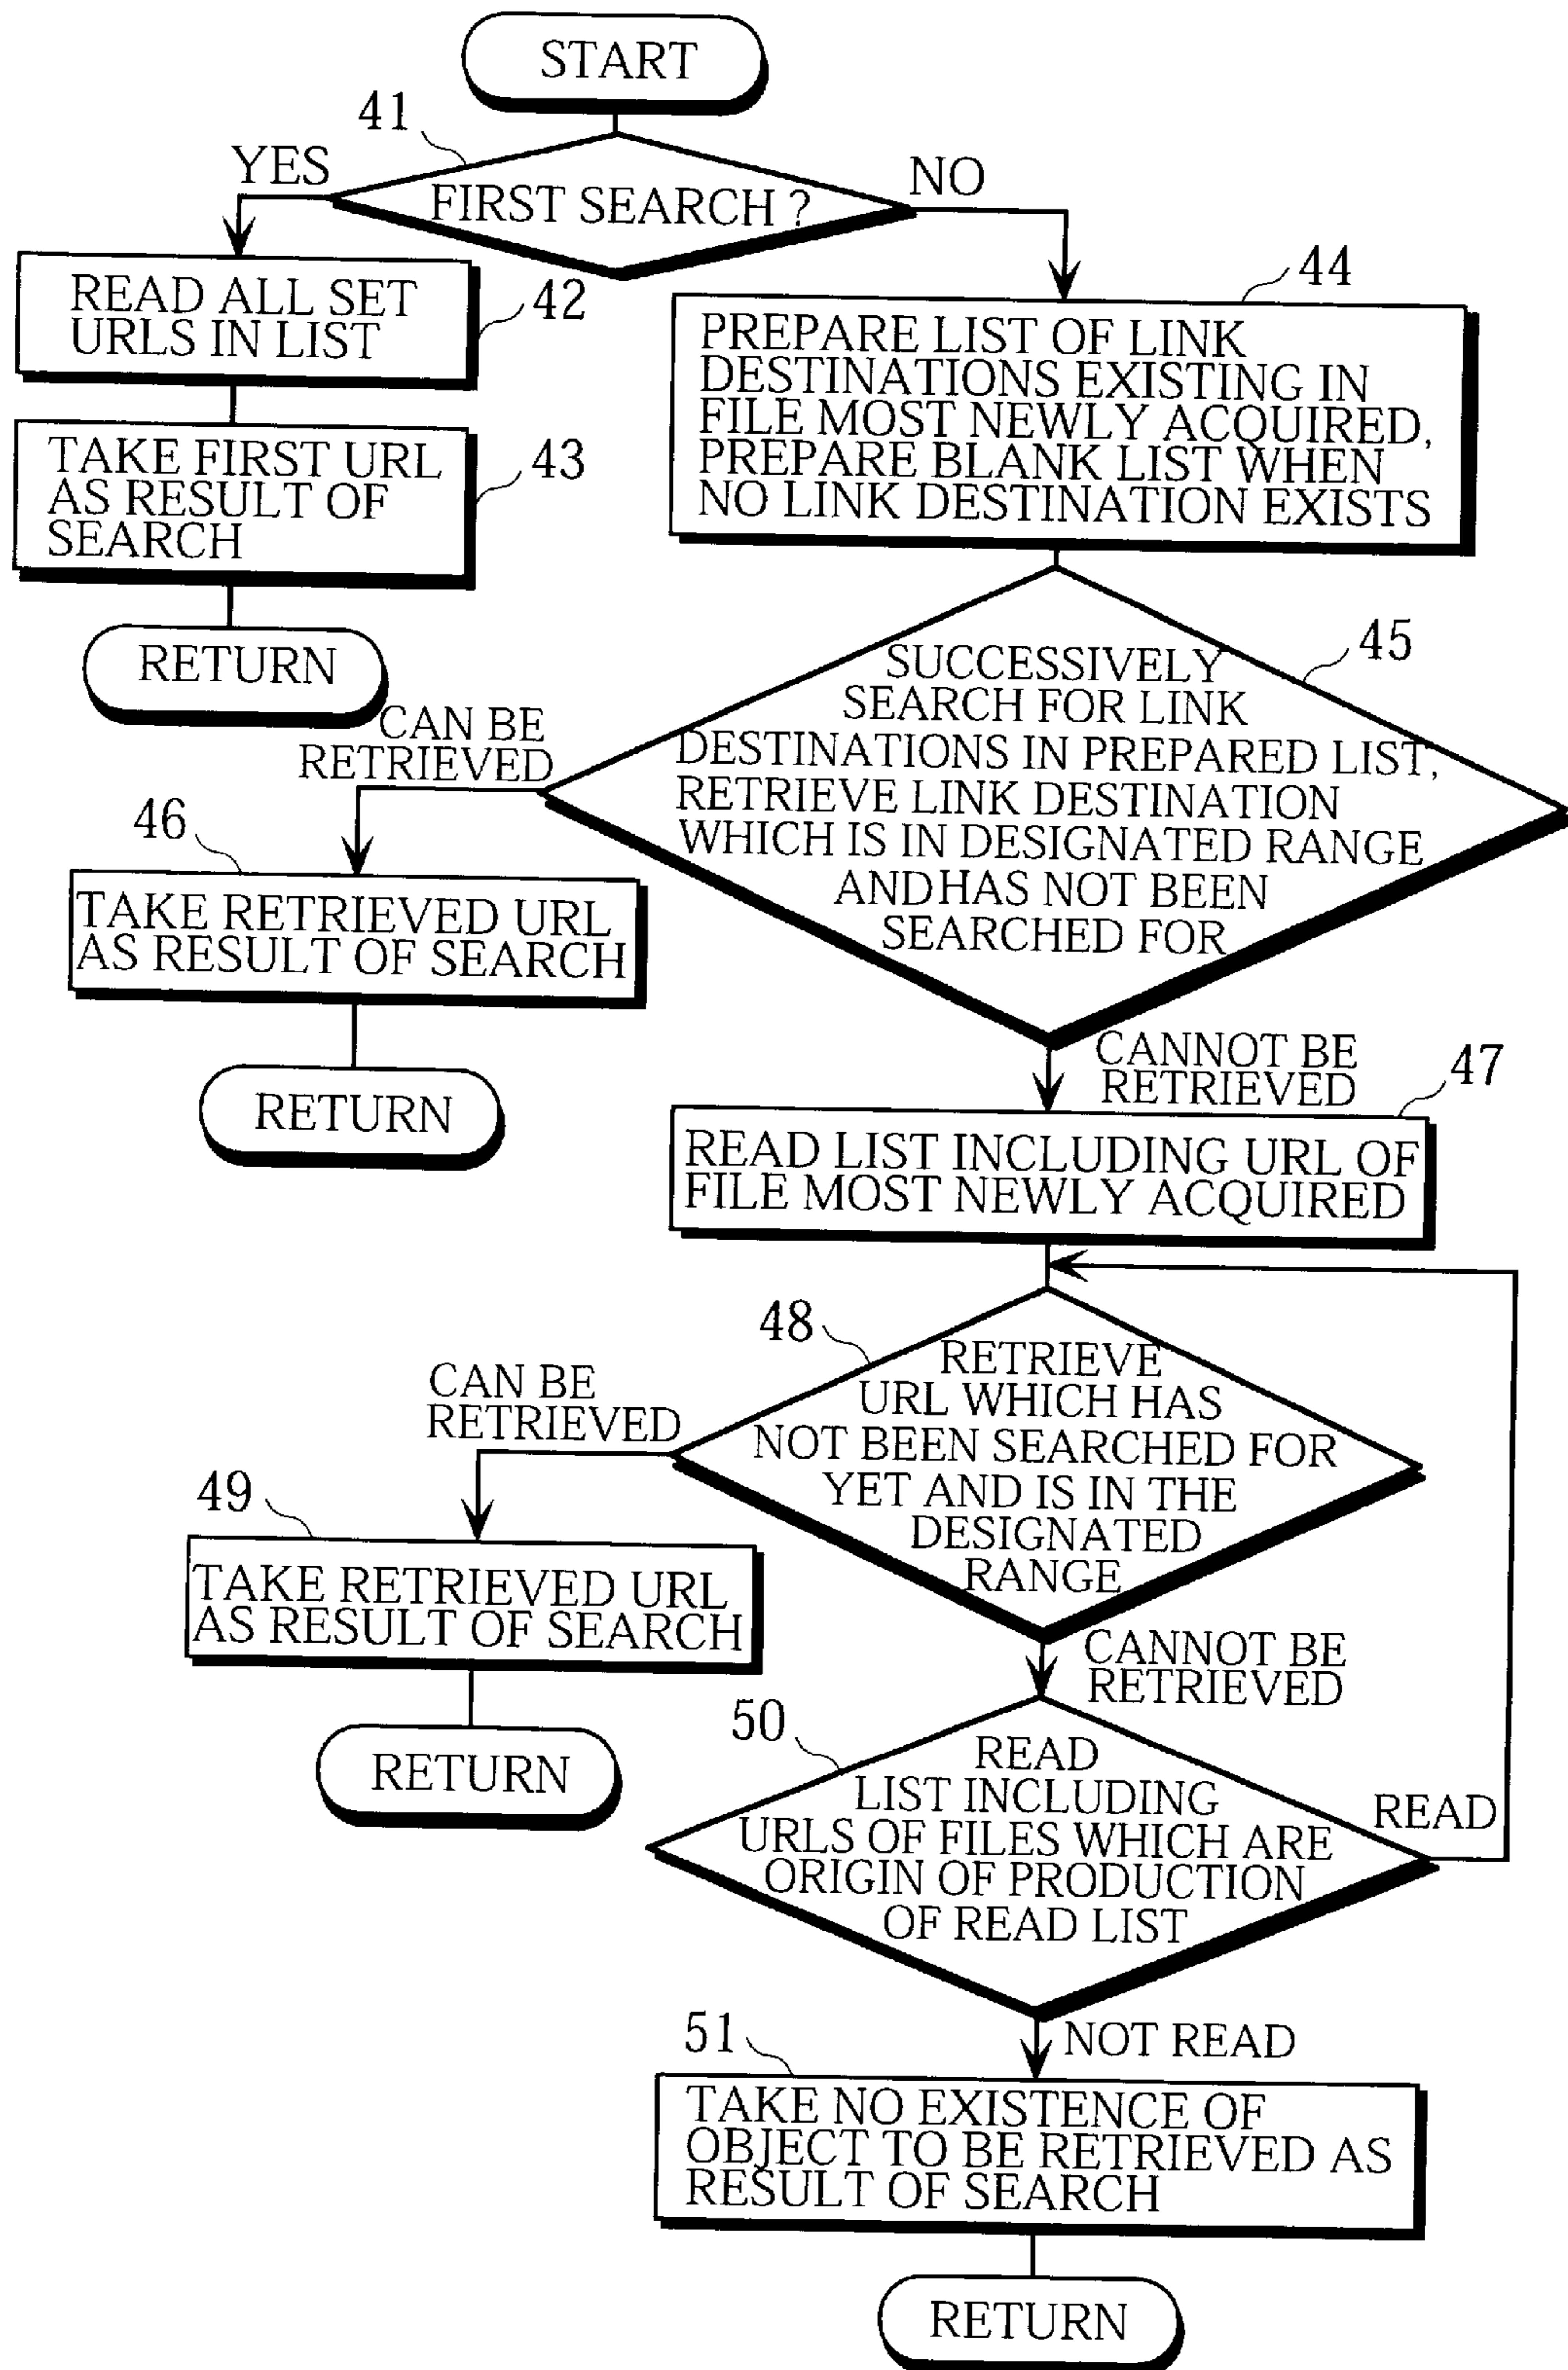 START
41
YES
NO
FIRST SEARCH ?
READ ALL SET
URLS IN LIST
42
44
PREPARE LIST OF LINK
DESTINATIONS EXISTING IN
FILE MOST NEWLY ACQUIRED,
PREPARE BLANK LIST WHEN
NO LINK DESTINATION EXISTS
TAKE FIRST URL
AS RESULT OF
SEARCH
43
RETURN
45
SUCCESSIVELY
SEARCH FOR LINK
DESTINATIONS IN PREPARED LIST,
RETRIEVE LINK DESTINATION
WHICH IS IN DESIGNATED RANGE
AND HAS NOT BEEN
SEARCHED FOR
CAN BE
RETRIEVED
46
TAKE RETRIEVED URL
AS RESULT OF SEARCH
RETURN
CANNOT BE
RETRIEVED
47
READ LIST INCLUDING URL OF
FILE MOST NEWLY ACQUIRED
48
RETRIEVE
URL WHICH HAS
NOT BEEN SEARCHED FOR
YET AND IS IN THE
DESIGNATED
RANGE
CAN BE
RETRIEVED
49
TAKE RETRIEVED URL
AS RESULT OF SEARCH
RETURN
CANNOT BE
RETRIEVED
50
READ
LIST INCLUDING
URLS OF FILES WHICH ARE
ORIGIN OF PRODUCTION
OF READ LIST
READ
NOT READ
51
TAKE NO EXISTENCE OF
OBJECT TO BE RETRIEVED AS
RESULT OF SEARCH
RETURN